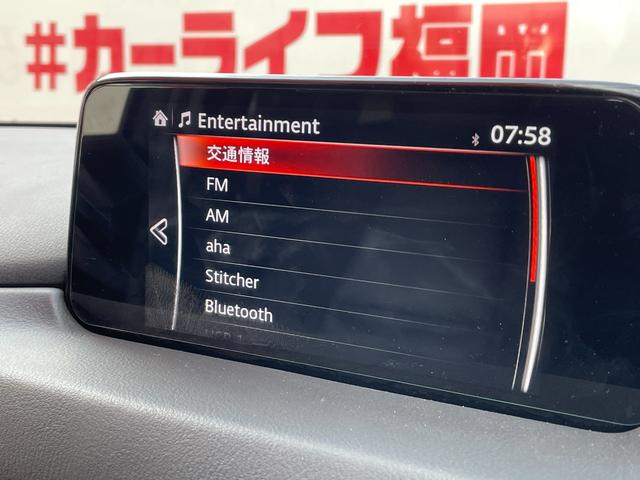 #カーライフ福岡
Entertainment
07:58
交通情報
FM
AM
aha
Stitcher
Bluetooth